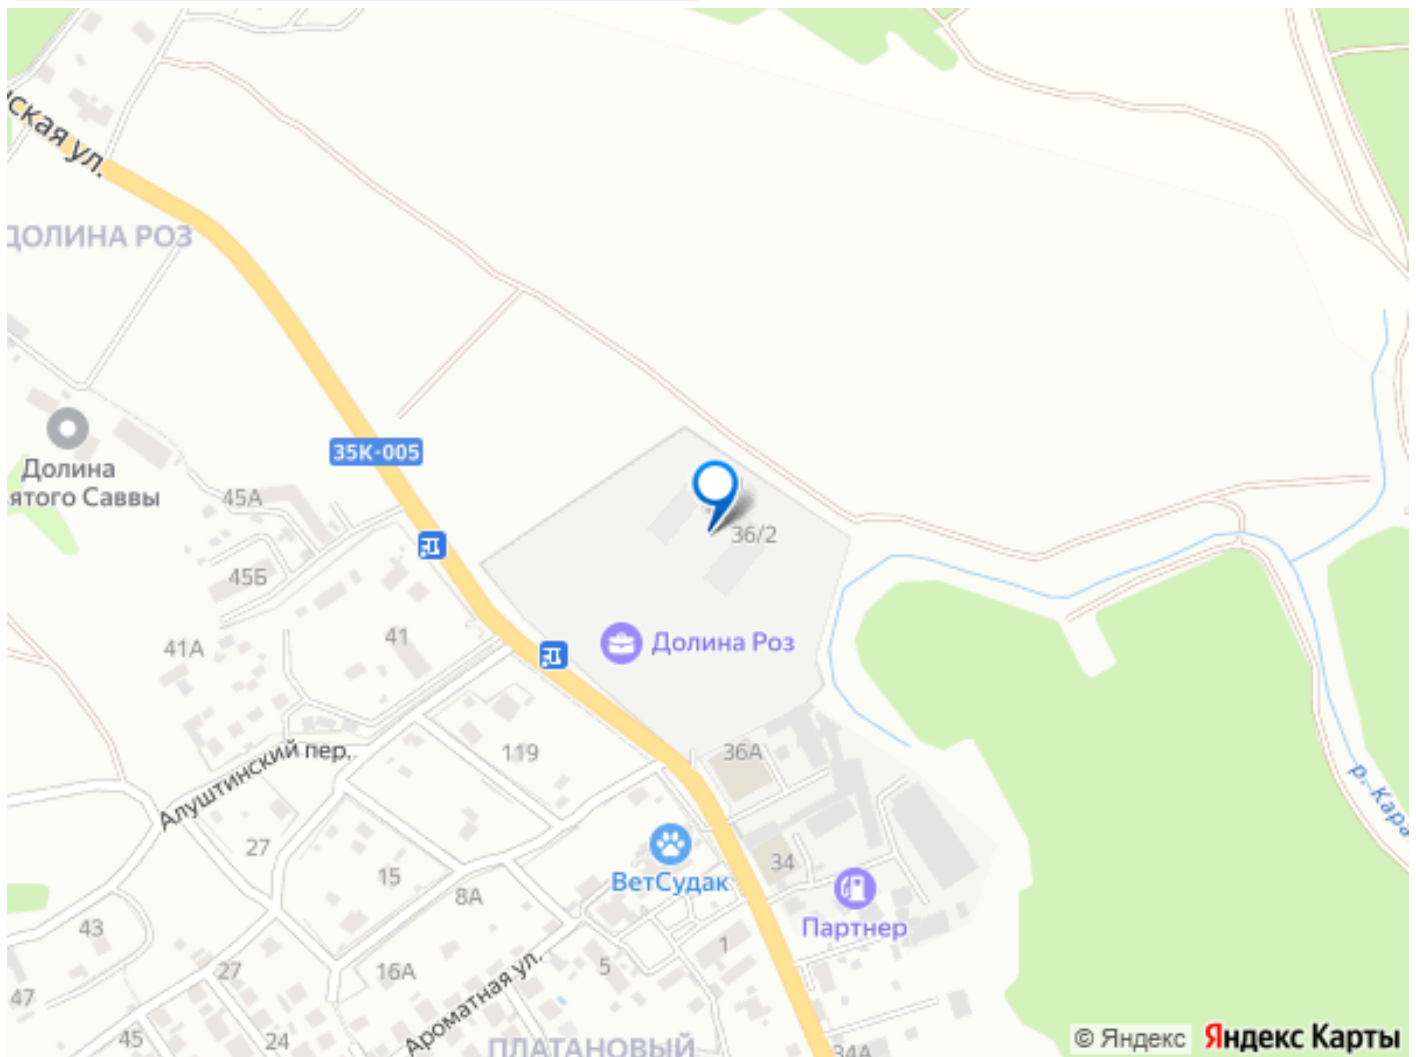 ская ул.
ДОЛИНА РОЗ
35К-005
Долина
ятого Саввы
45А
45Б
36/2
41
41А
Долина Роз
119
36А
Алуштинский пер.
27
15
8А
ВетСудак
34
Партнер
р. Кара
43
27
16А
5
1
47
Ароматная ул.
45
24
ПЛАТАНОВЫЙ
34А
© Яндекс Яндекс Карты